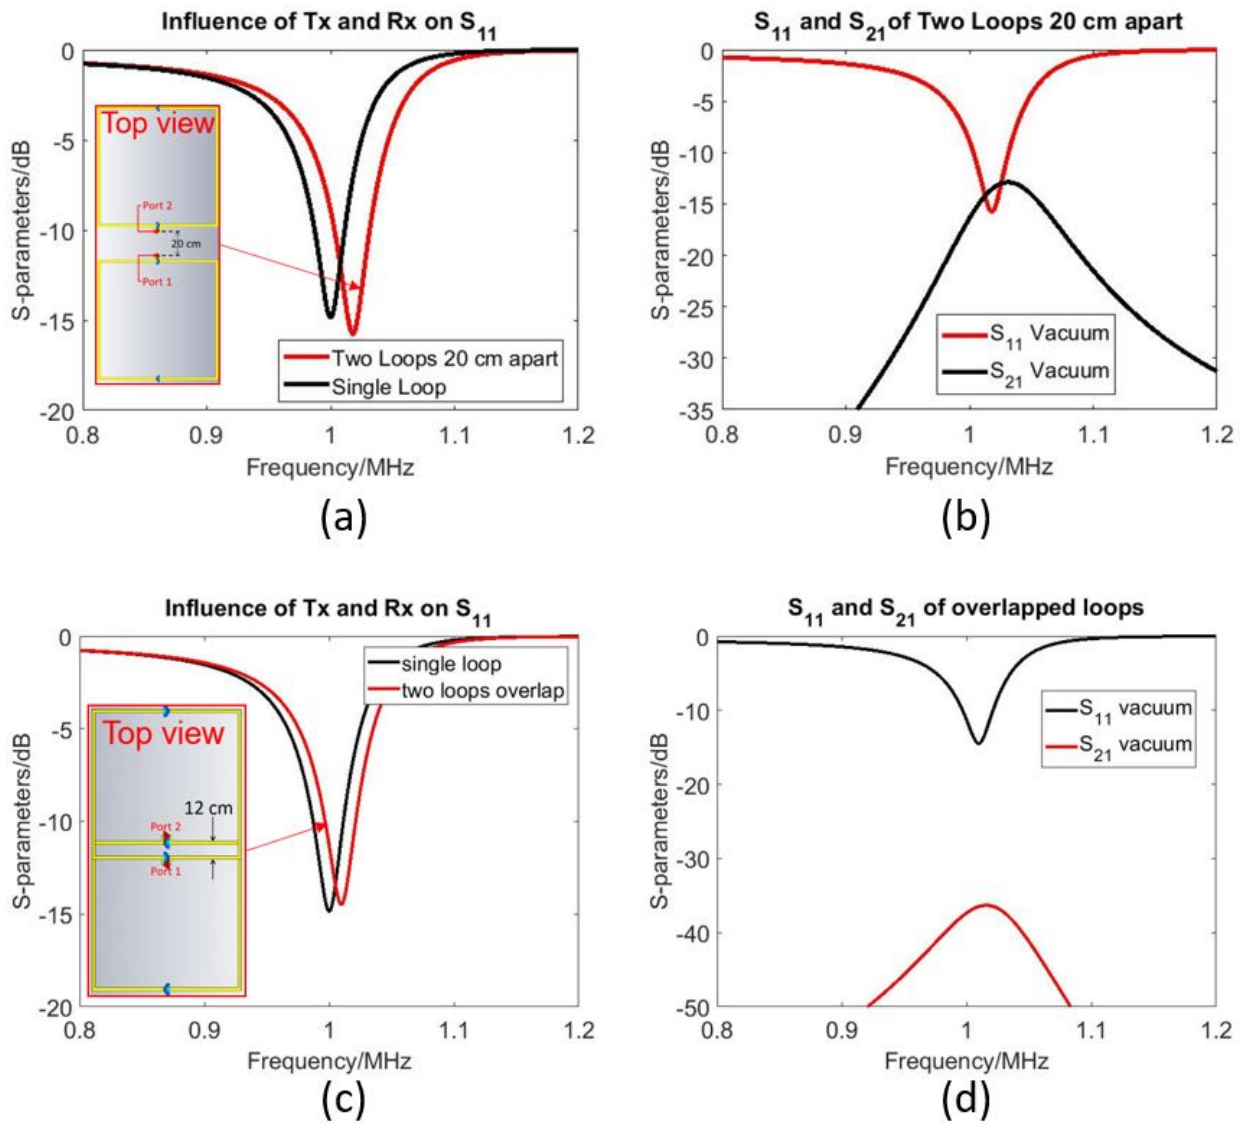 Influence of Tx and Rx on S11
0
-5
-10
-15
-20
S-parameters/dB
Top view
Port 2
20 cm
Port 1
Two Loops 20 cm apart
Single Loop
0.8
0.9
1
1.1
1.2
Frequency/MHz
(a)
S11 and S21of Two Loops 20 cm apart
0
-5
-10
-15
-20
-25
-30
-35
S-parameters/dB
S11 Vacuum
S21 Vacuum
0.8
0.9
1
1.1
1.2
Frequency/MHz
(b)
Influence of Tx and Rx on S11
0
-5
-10
-15
-20
S-parameters/dB
single loop
two loops overlap
Top view
12 cm
Port 2
Port 1
0.8
0.9
1
1.1
1.2
Frequency/MHz
(c)
S11 and S21 of overlapped loops
0
-10
-20
-30
-40
-50
S-parameters/dB
S11 vacuum
S21 vacuum
0.8
0.9
1
1.1
1.2
Frequency/MHz
(d)